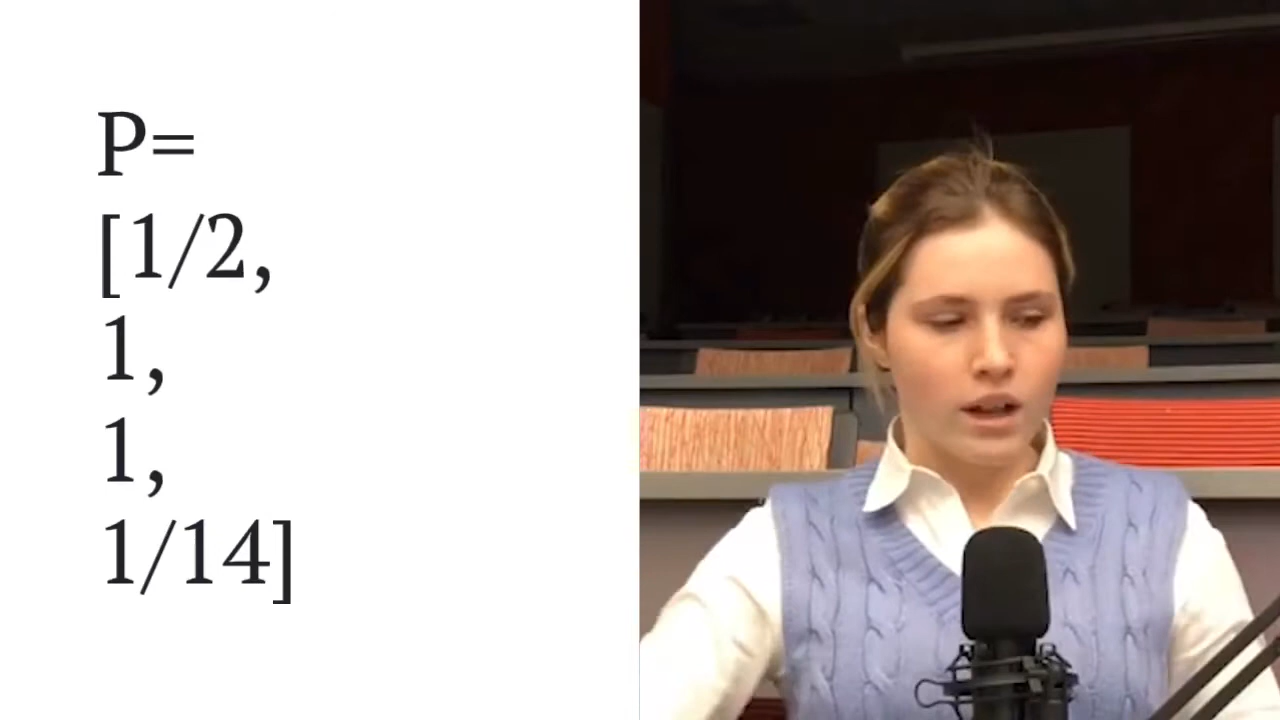 P=
[1/2,
1,
1,
1/14]